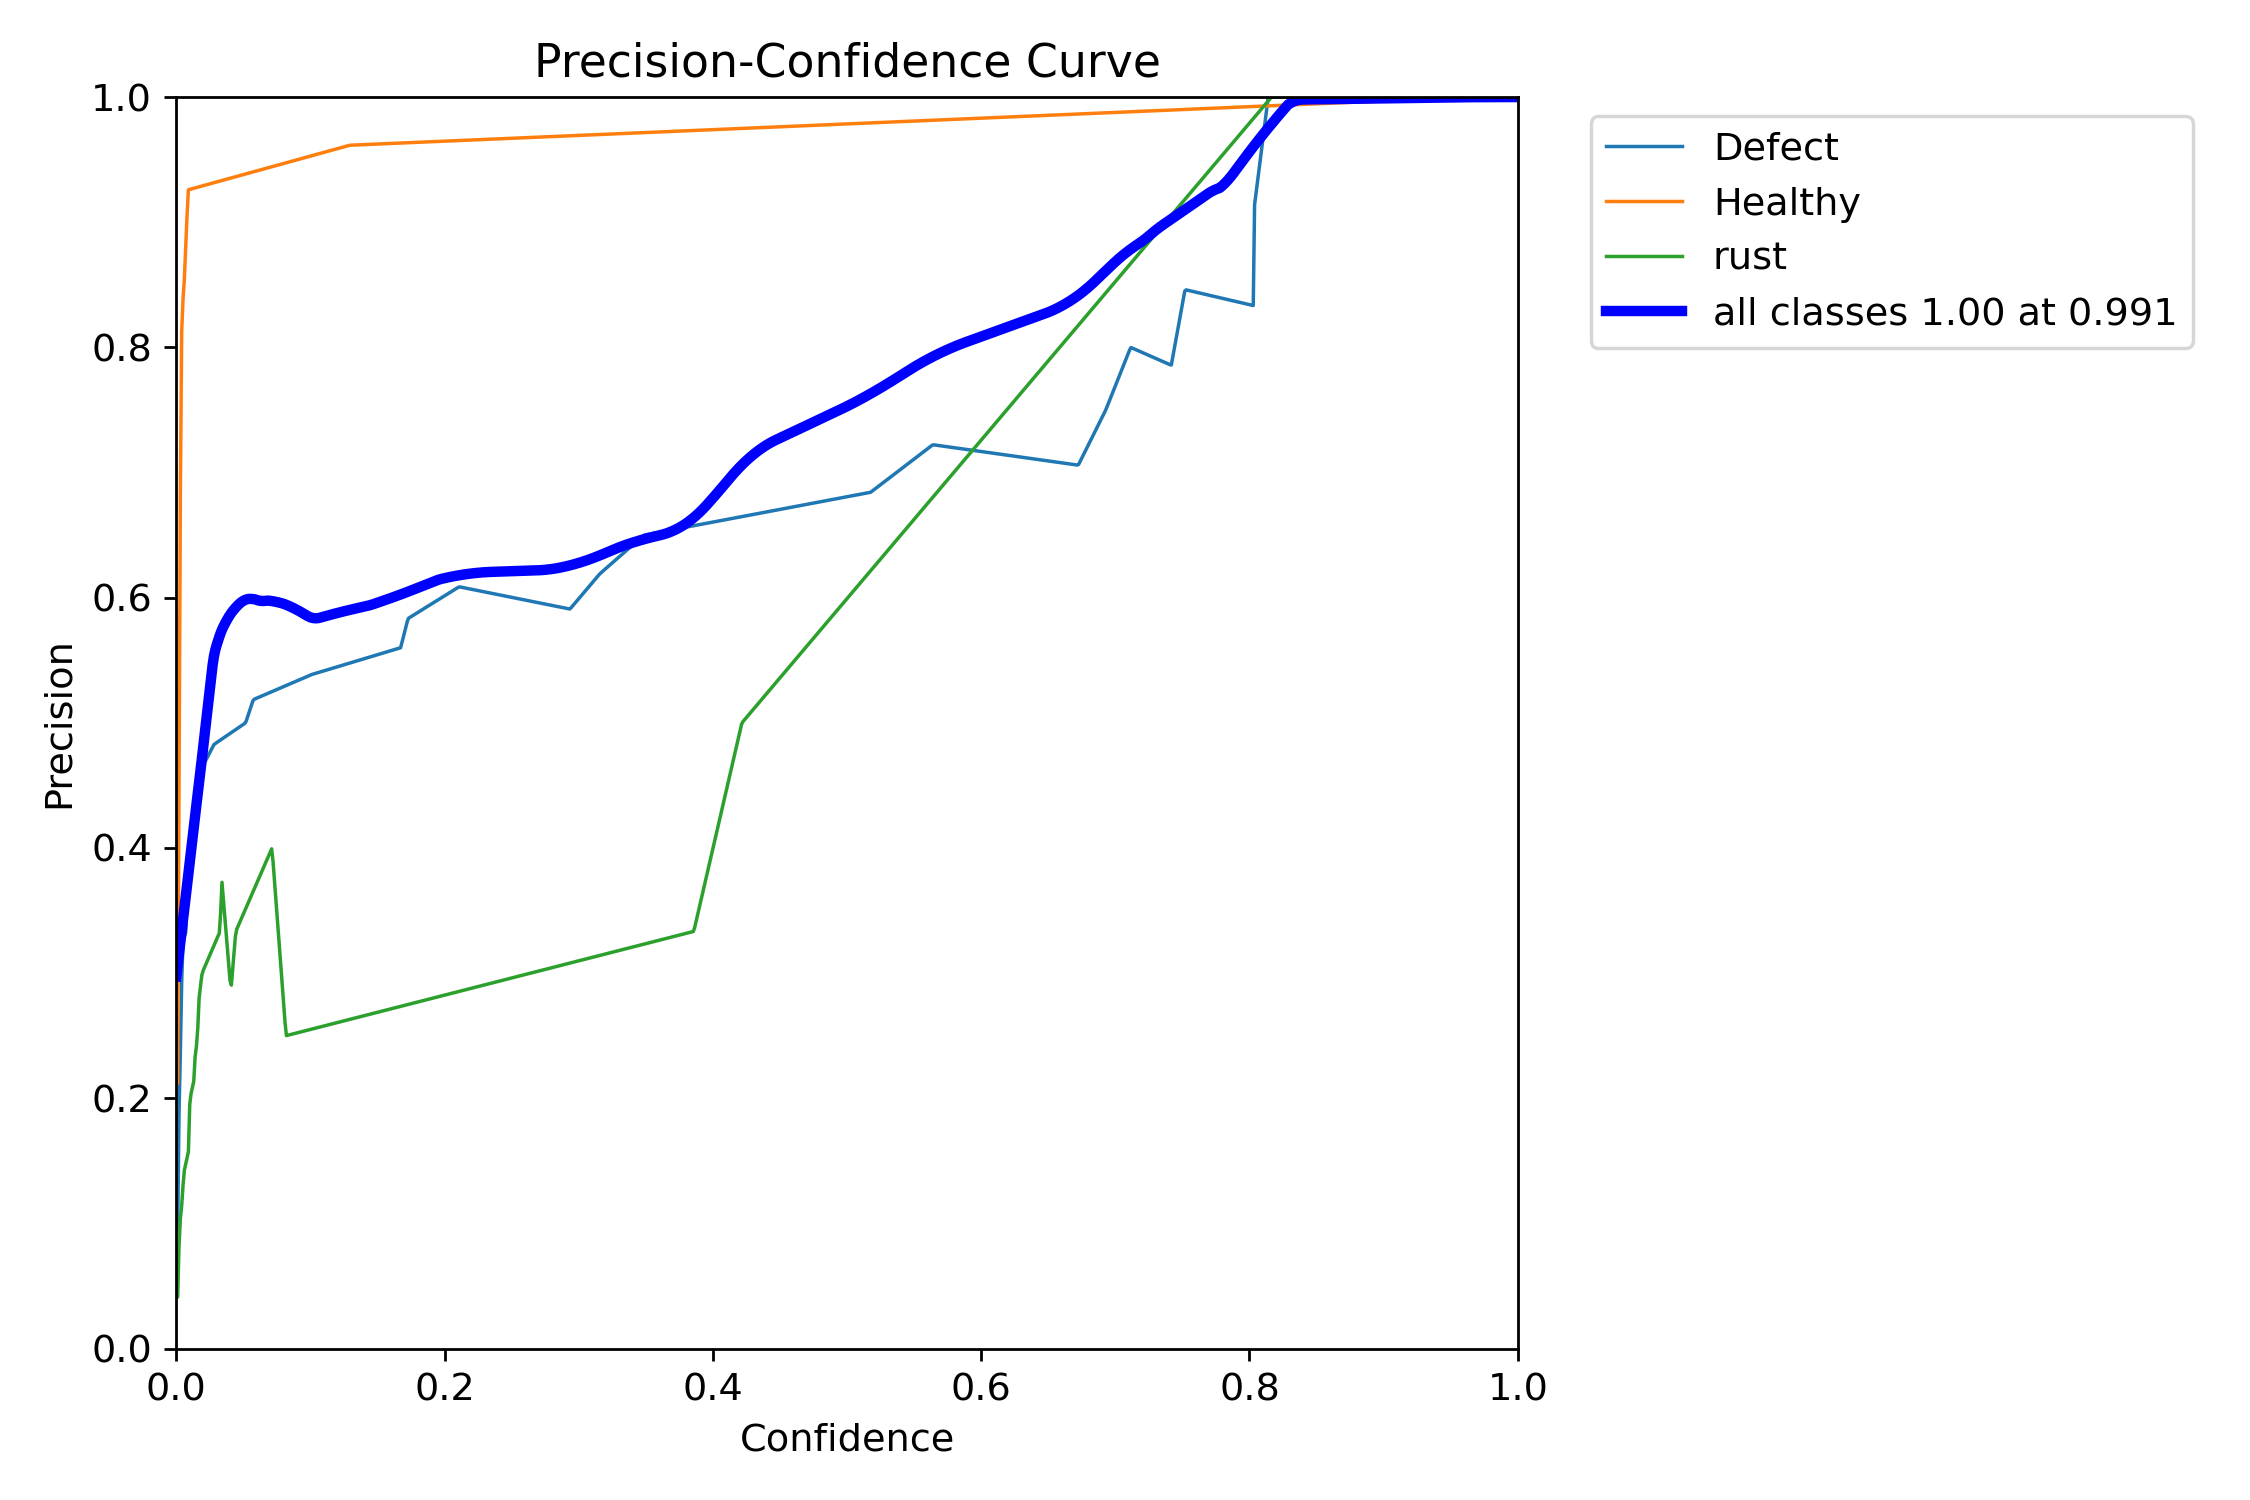 Precision-Confidence Curve
1.0
0.8
0.6
0.4
0.2
0.0
Precision
0.0 0.2 0.4 0.6 0.8 1.0
Confidence
Defect
Healthy
rust
all classes 1.00 at 0.991